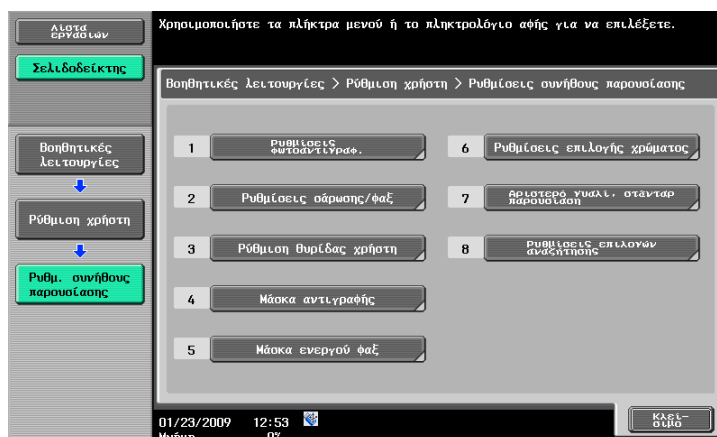 Λίστα
εργασιών
Χρησιμοποιήστε τα πλήκτρα μενού ή το πληκτρολόγιο αφής για να επιλέξετε.
Σελιδοδείκτης
Βοηθητικές λειτουργίες > Ρύθμιση χρήστη > Ρυθμίσεις συνήθους παρουσίασης
Βοηθητικές
λειτουργίες
Ρύθμιση χρήστη
Ρυθμ. συνήθους
παρουσίασης
1 Ρυθμίσεις
φωτοαντιγραφ.
2 Ρυθμίσεις σάρωσης/φαξ
3 Ρύθμιση θυρίδας χρήστη
4 Μάσκα αντιγραφής
5 Μάσκα ενεργού φαξ
6 Ρυθμίσεις επιλογής χρώματος
7 Αριστερό γυαλί. στάνταρ
παρουσίαση
8 Ρυθμίσεις επιλογών
αναζήτησης
01/23/2009 12:53
Μνήμη 0%
Κλεί-
σιμο